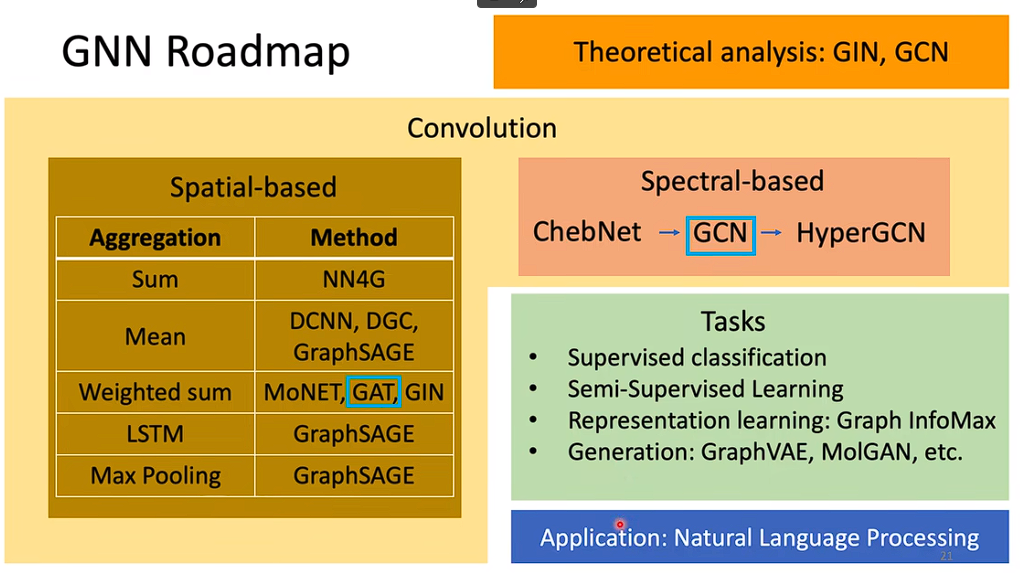 GNN Roadmap
Theoretical analysis: GIN, GCN
Convolution
Spatial-based
Aggregation Method
Sum NN4G
Mean DCNN, DGC,
GraphSAGE
Weighted sum MoNET, GAT, GIN
LSTM GraphSAGE
Max Pooling GraphSAGE
Spectral-based
ChebNet → GCN → HyperGCN
Tasks
• Supervised classification
• Semi-Supervised Learning
• Representation learning: Graph InfoMax
• Generation: GraphVAE, MolGAN, etc.
Application: Natural Language Processing
21